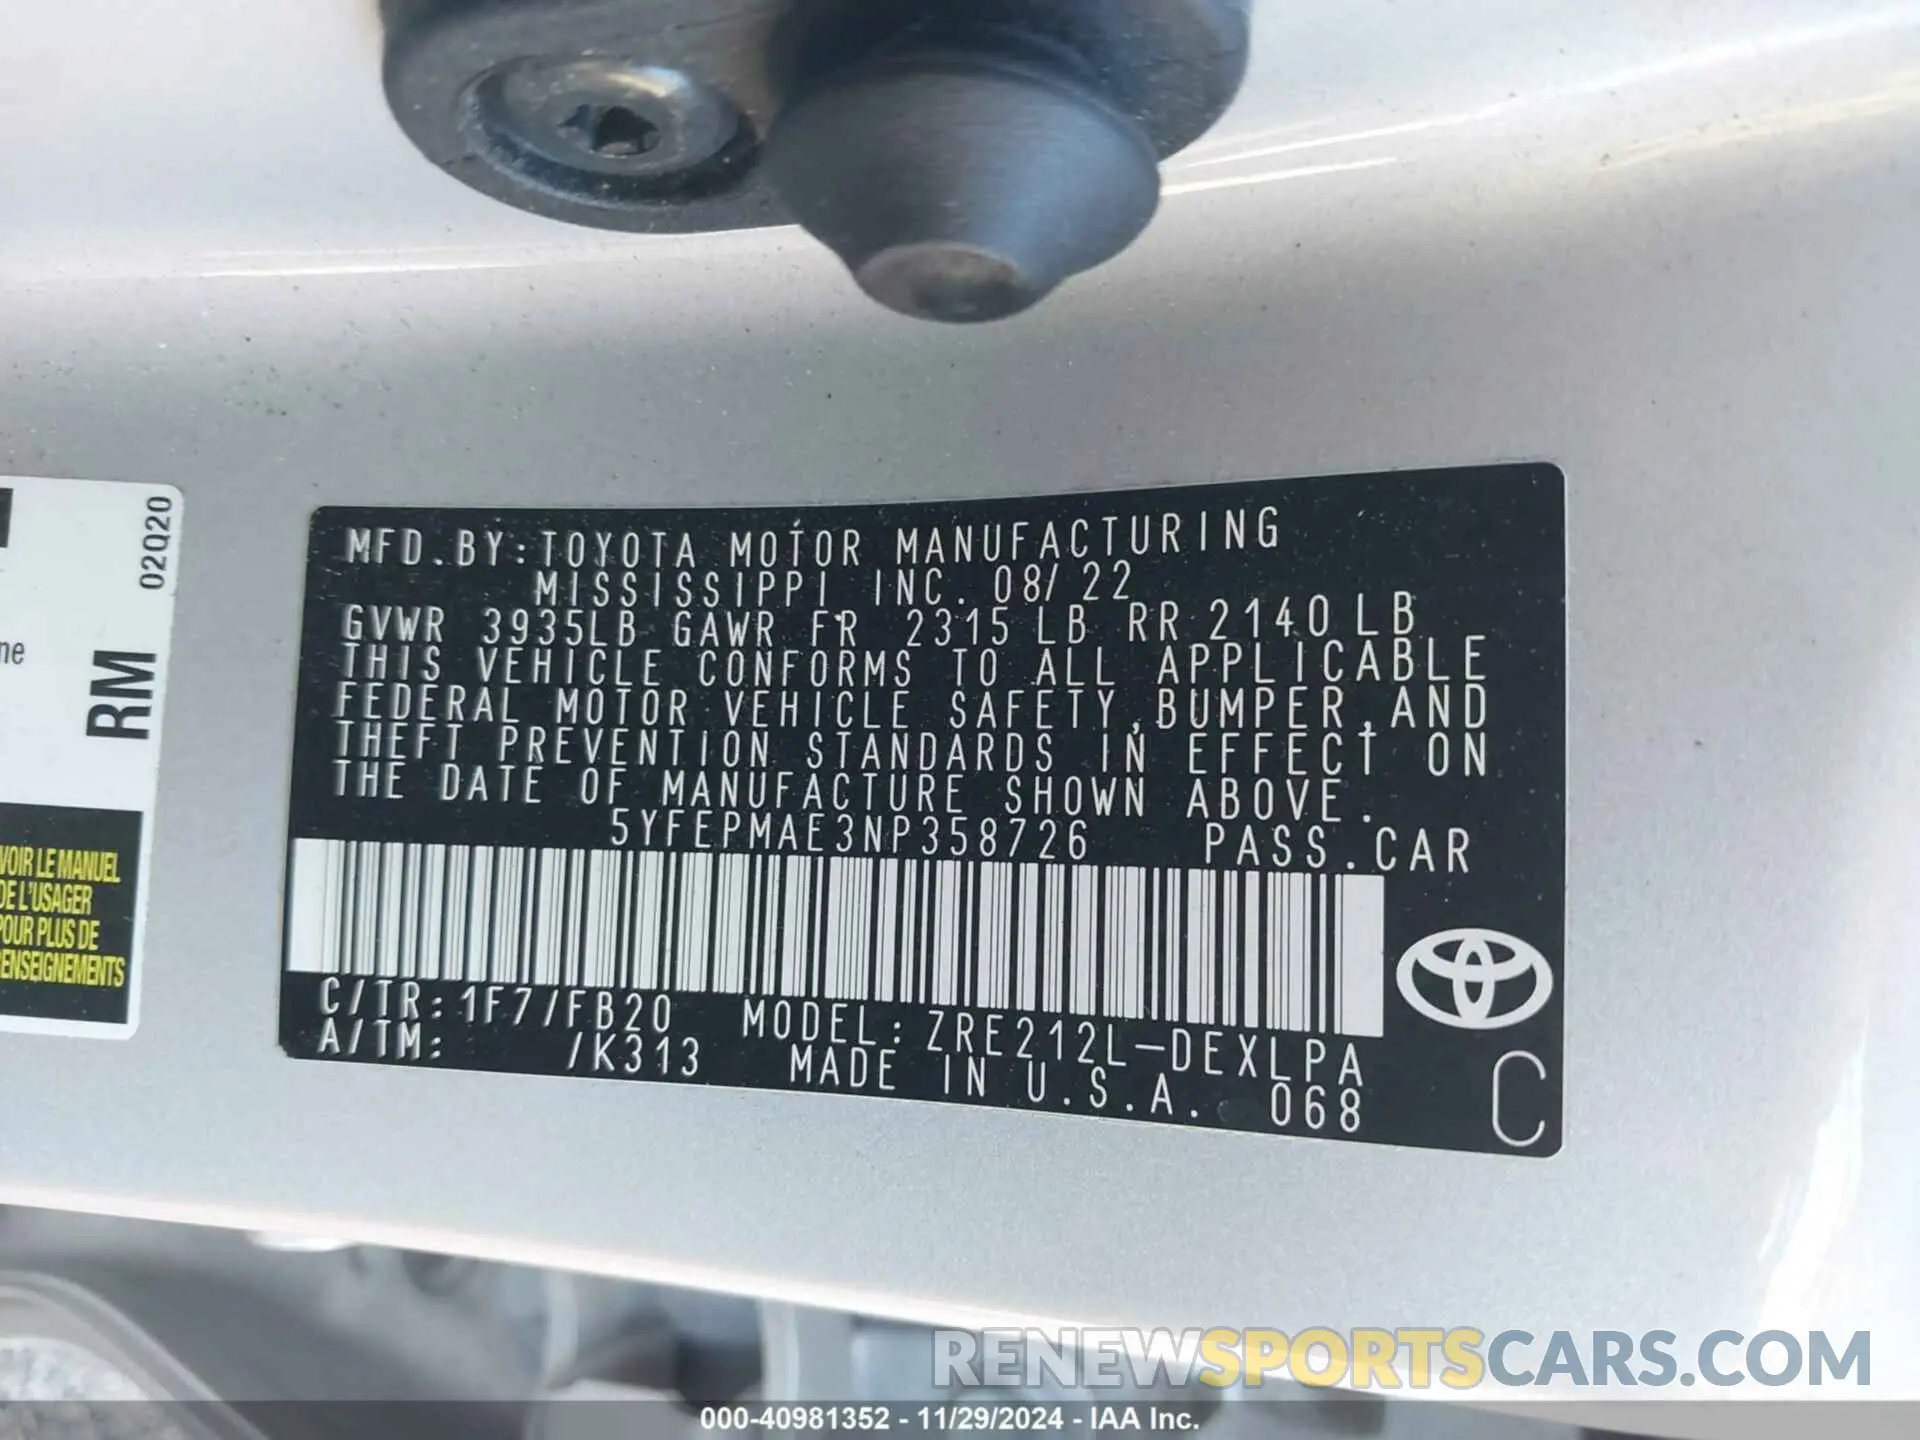 02Q20
RM
ne
VOIR LE MANUEL
DE L'USAGER
POUR PLUS DE
RENSEIGNEMENTS
MFD.BY:TOYOTA MOTOR MANUFACTURING
MISSISSIPPI INC. 08/22
GVWR 3935LB GAWR FR 2315LB RR 2140LB
THIS VEHICLE CONFORMS TO ALL APPLICABLE
FEDERAL MOTOR VEHICLE SAFETY,BUMPER,AND
THEFT PREVENTION STANDARDS IN EFFECT ON
THE DATE OF MANUFACTURE SHOWN ABOVE.
5YFEPMAE3NP358726 PASS.CAR
C/TR:1F7/FB20 MODEL:ZRE212L-DEXLPA
A/TM: /K313 MADE IN U.S.A. 068
C
RENEWSPORTSCARS.COM
000-40981352 - 11/29/2024 - IAA Inc.